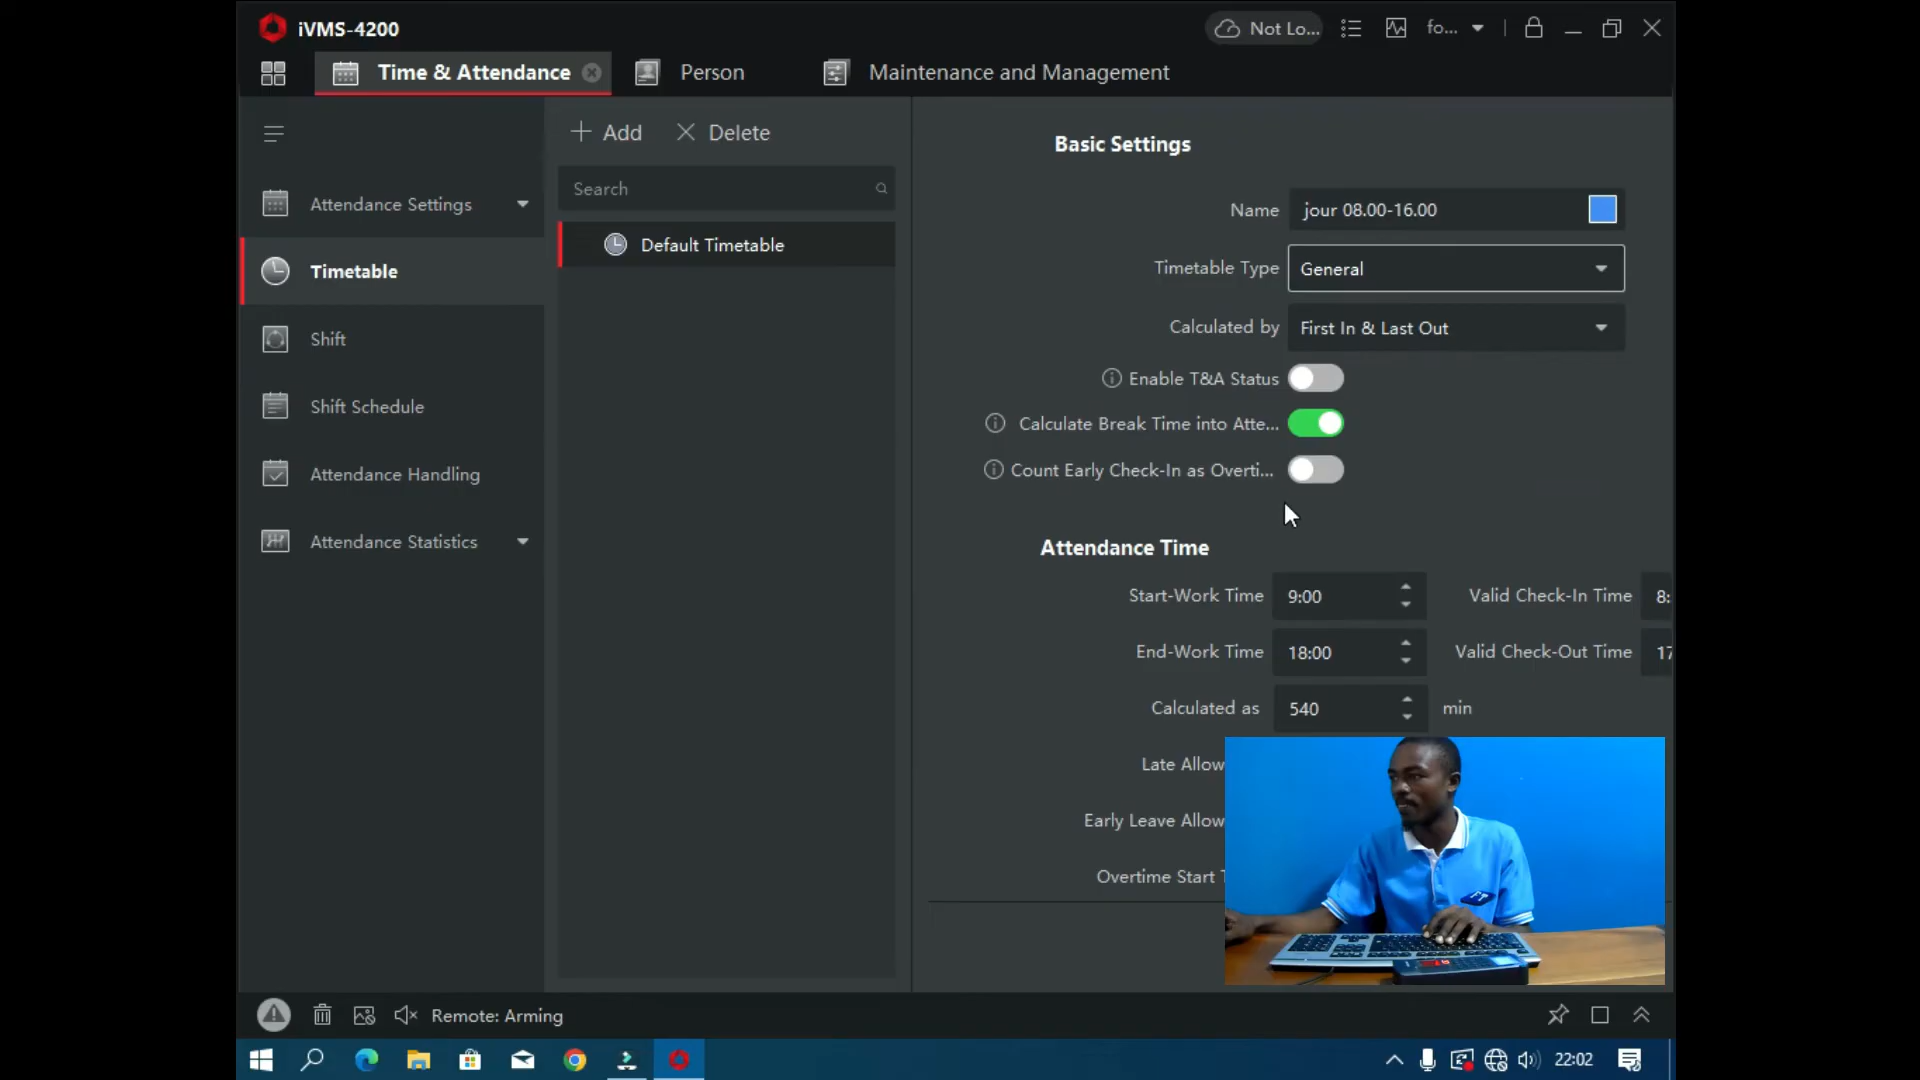 iVMS-4200
Not Lo...
fo...
Time & Attendance
Person
Maintenance and Management
Add
Delete
Search
Default Timetable
Attendance Settings
Timetable
Shift
Shift Schedule
Attendance Handling
Attendance Statistics
Basic Settings
Name
jour 08.00-16.00
Timetable Type
General
Calculated by
First In & Last Out
Enable T&A Status
Calculate Break Time into Atte...
Count Early Check-In as Overti...
Attendance Time
Start-Work Time
9:00
Valid Check-In Time
8:
End-Work Time
18:00
Valid Check-Out Time
17
Calculated as
540
min
Late Allow
Early Leave Allow
Overtime Start
Remote: Arming
22:02